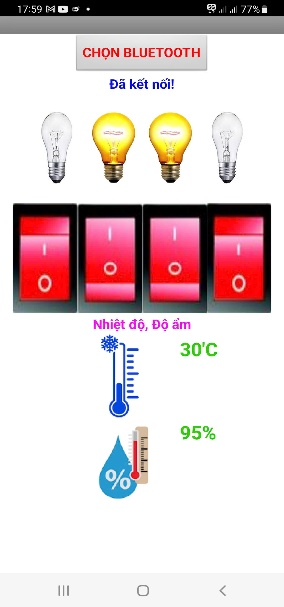 17:59
77%
CHỌN BLUETOOTH
Đã kết nối!
I I I I
O O O O
Nhiệt độ, Độ ẩm
30'C
95%
%